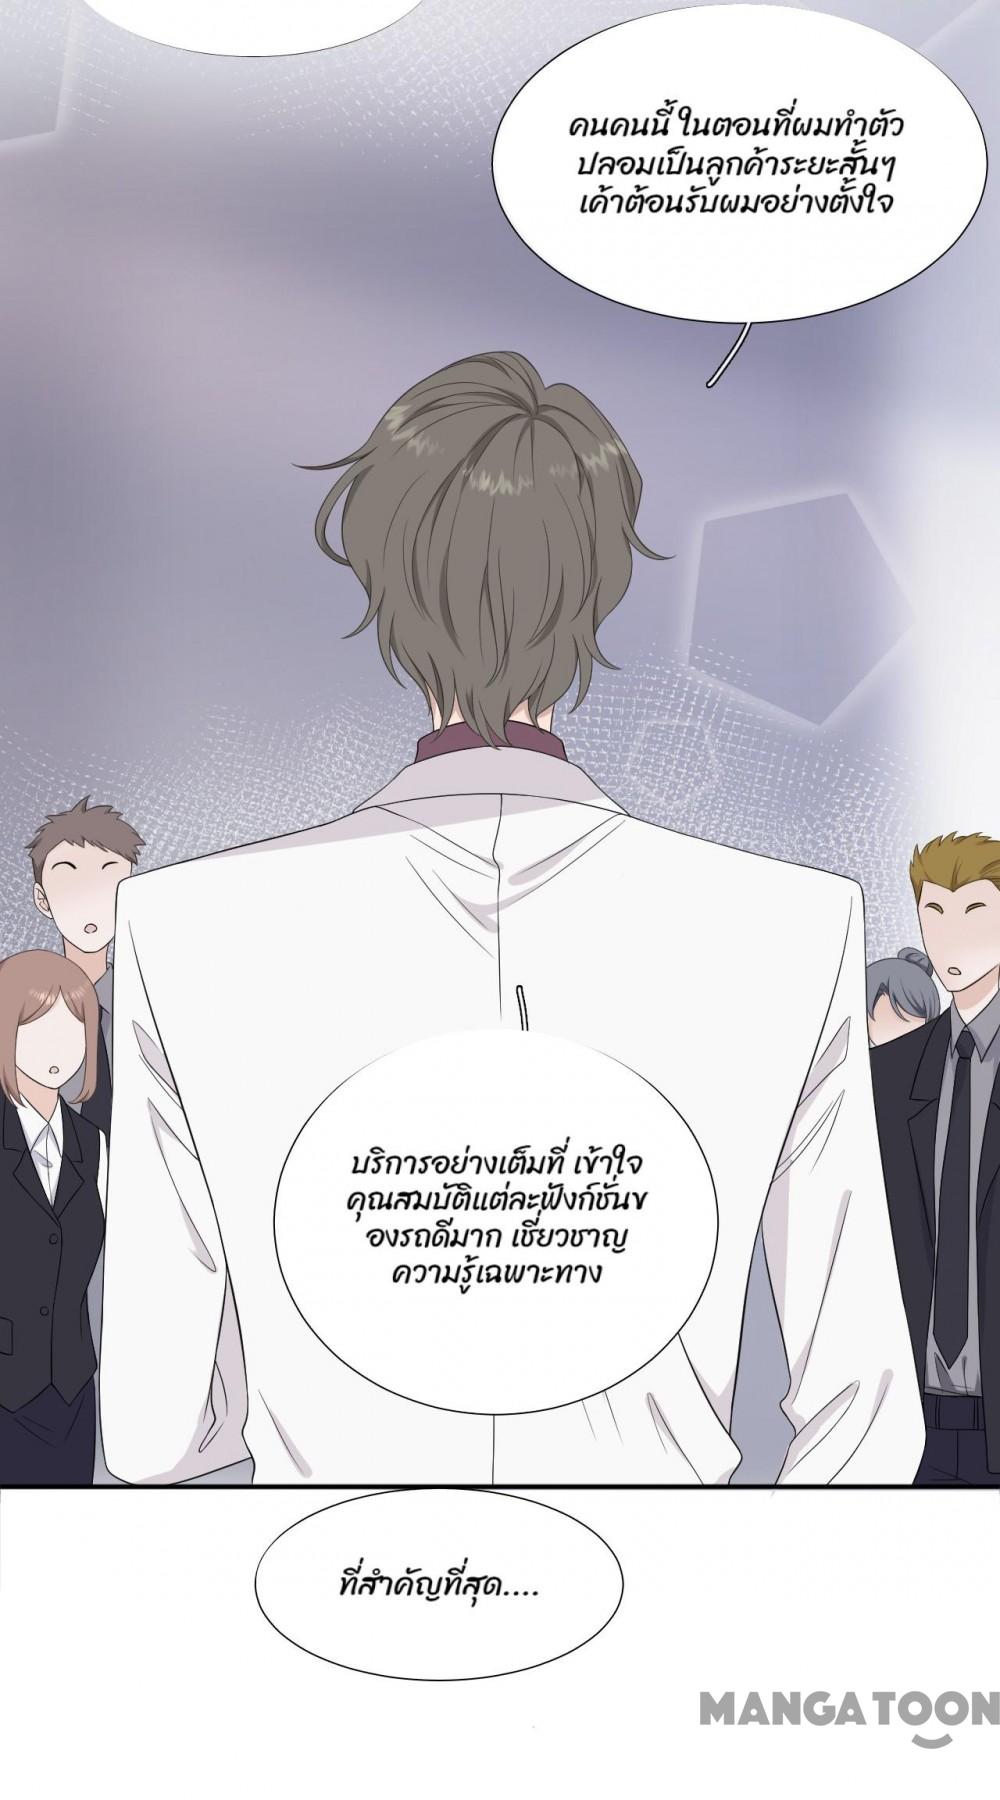 คนคนนี้ ในตอนที่ผมทำตัว
ปลอมเป็นลูกค้าระยะสั้นๆ
เค้าต้อนรับผมอย่างตั้งใจ
บริการอย่างเต็มที่ เข้าใจ
คุณสมบัติแต่ละฟังก์ชั่นข
องรถดีมาก เชี่ยวชาญ
ความรู้เฉพาะทาง
ที่สำคัญที่สุด....
MANGATOON